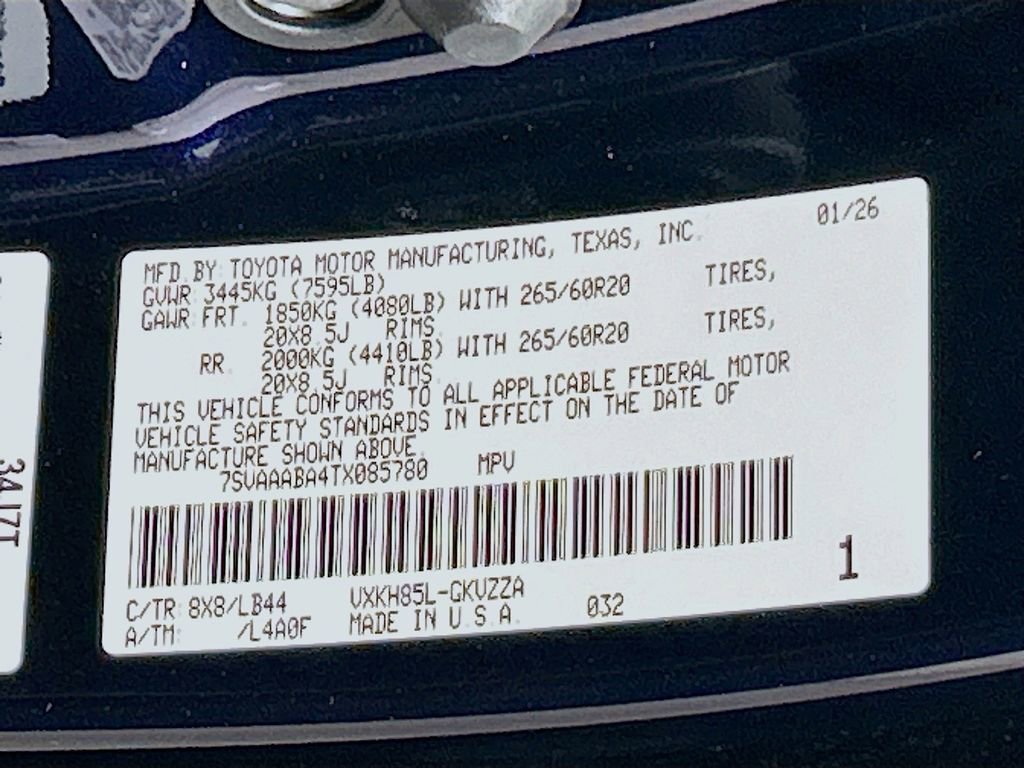 MFD. BY: TOYOTA MOTOR MANUFACTURING, TEXAS, INC. 01/26
GVWR 3445KG (7595LB)
GAWR FRT. 1850KG (4080LB) WITH 265/60R20 TIRES,
20X8.5J RIMS.
RR. 2000KG (4410LB) WITH 265/60R20 TIRES,
20X8.5J RIMS.
THIS VEHICLE CONFORMS TO ALL APPLICABLE FEDERAL MOTOR
VEHICLE SAFETY STANDARDS IN EFFECT ON THE DATE OF
MANUFACTURE SHOWN ABOVE.
7SVAAABA4TX085780 MPV
C/TR: 8X8/LB44 VXKH85L-GKVZZA
A/TM: /L4A0F MADE IN U.S.A. 032
1